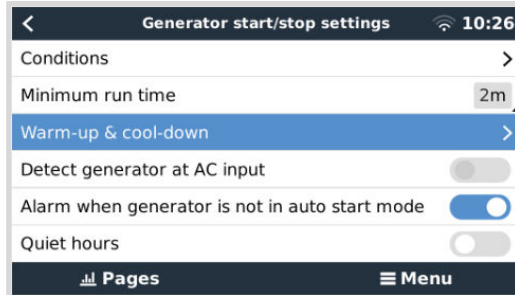 Generator start/stop settings 10:26
Conditions
Minimum run time 2m
Warm-up & cool-down
Detect generator at AC input
Alarm when generator is not in auto start mode
Quiet hours
Pages Menu